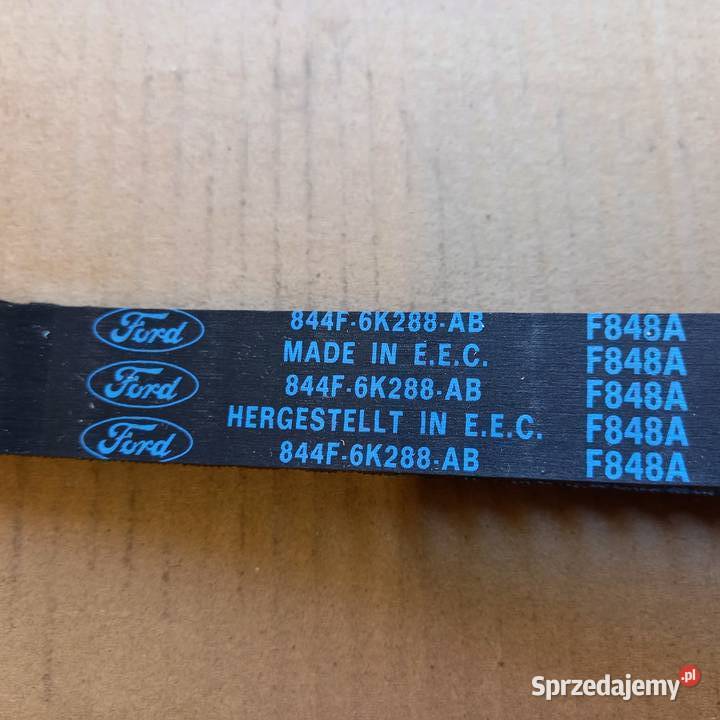 Ford 844F-6K288-AB F848A
MADE IN E.E.C. F848A
Ford 844F-6K288-AB F848A
HERGESTELLT IN E.E.C. F848A
Ford 844F-6K288-AB F848A
Sprzedajemy.pl